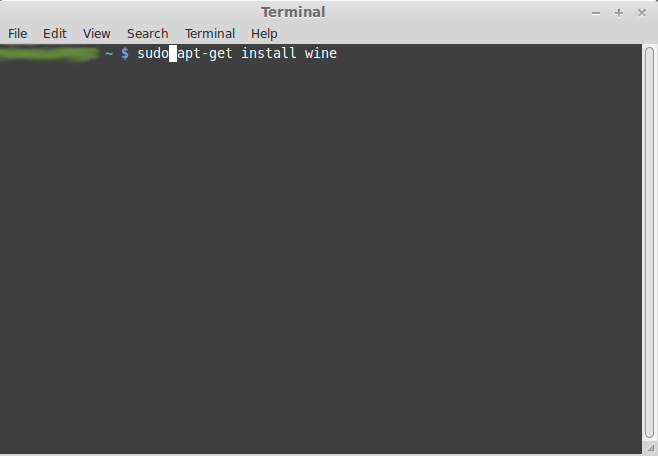 Terminal
File Edit View Search Terminal Help
~ $ sudo apt-get install wine